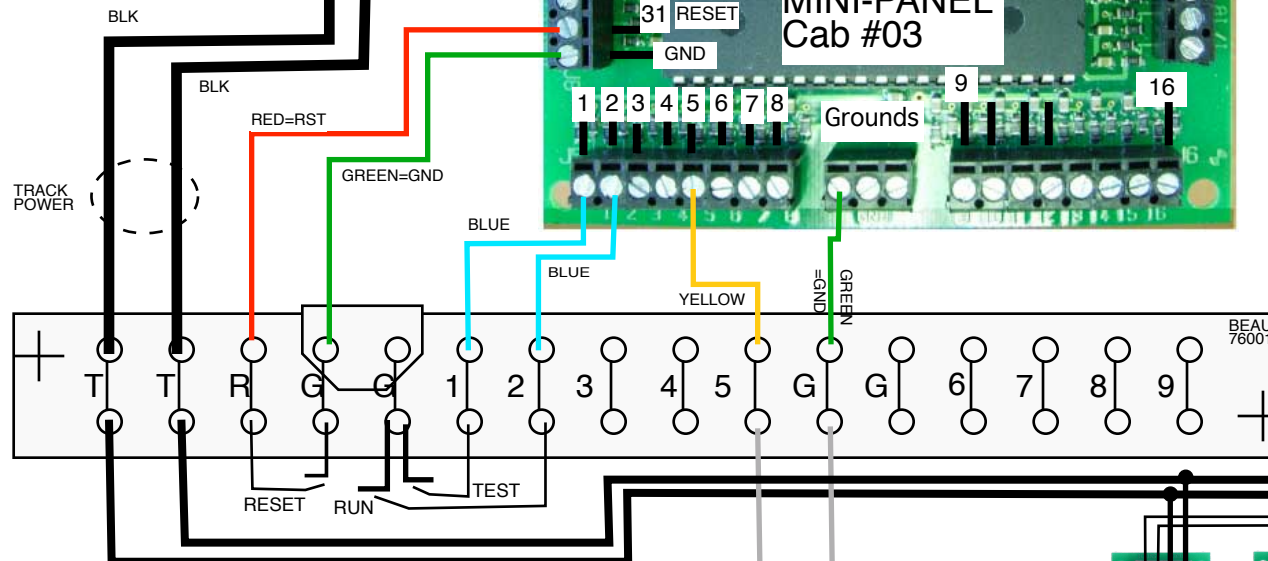 BLK
31 RESET
MINI-PANEL
Cab #03
GND
BLK
9
16
1 2 3 4 5 6 7 8
Grounds
RED=RST
GREEN=GND
TRACK
POWER
BLUE
BLUE
YELLOW
GREEN
=GND
BEAU
76001
T T R G G 1 2 3 4 5 G G 6 7 8 9
RESET
RUN
TEST